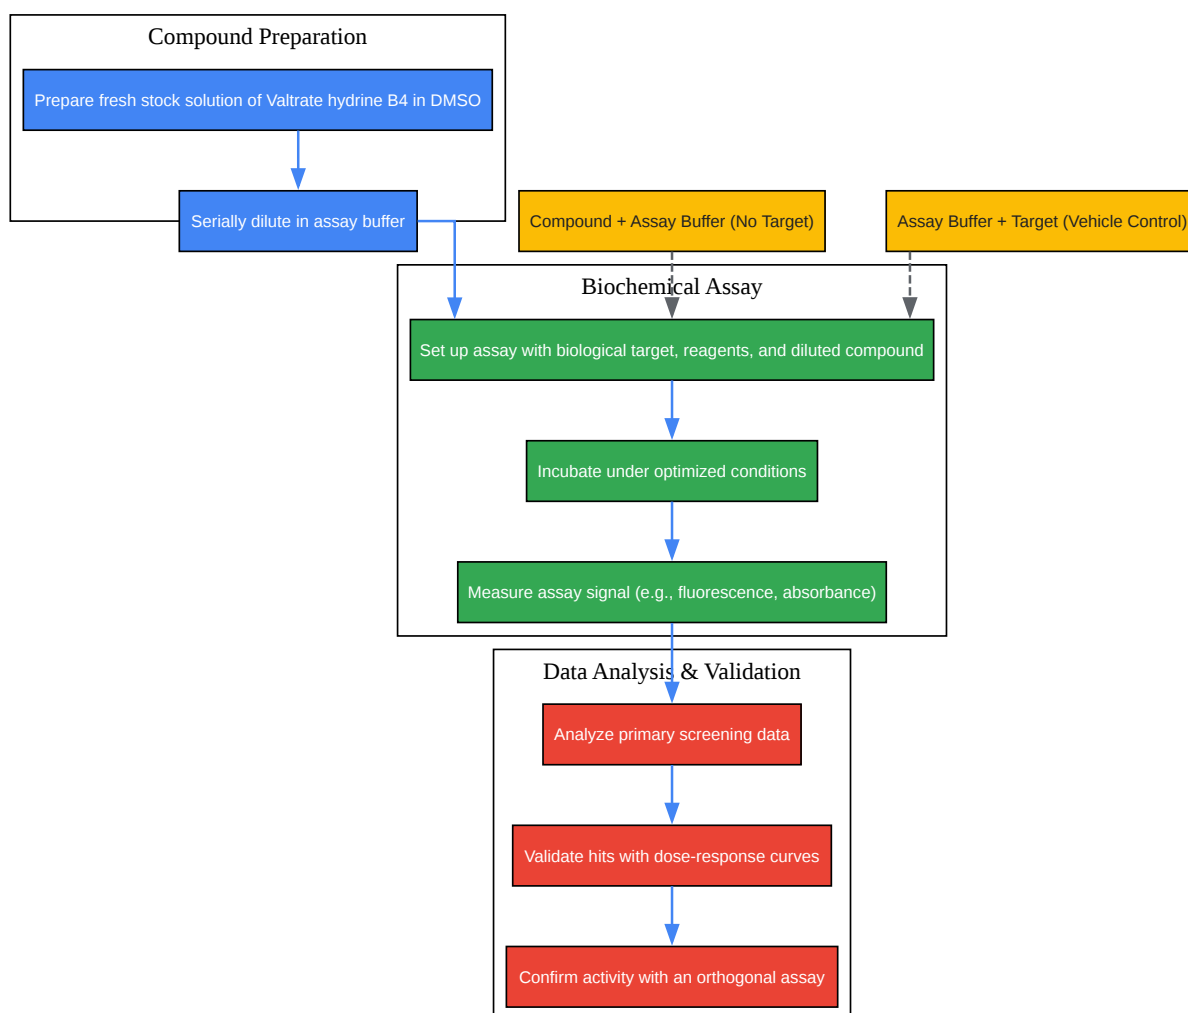 Compound Preparation
Prepare fresh stock solution of Valtrate hydrine B4 in DMSO
Serially dilute in assay buffer
Compound + Assay Buffer (No Target)
Assay Buffer + Target (Vehicle Control)
Biochemical Assay
Set up assay with biological target, reagents, and diluted compound
Incubate under optimized conditions
Measure assay signal (e.g., fluorescence, absorbance)
Data Analysis & Validation
Analyze primary screening data
Validate hits with dose-response curves
Confirm activity with an orthogonal assay